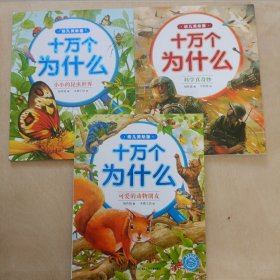 幼儿美绘版
十万个
为什么
小小的昆虫世界
幼儿美绘版
十万个
为什么
科学真奇妙
幼儿美绘版
十万个
为什么
可爱的动物朋友